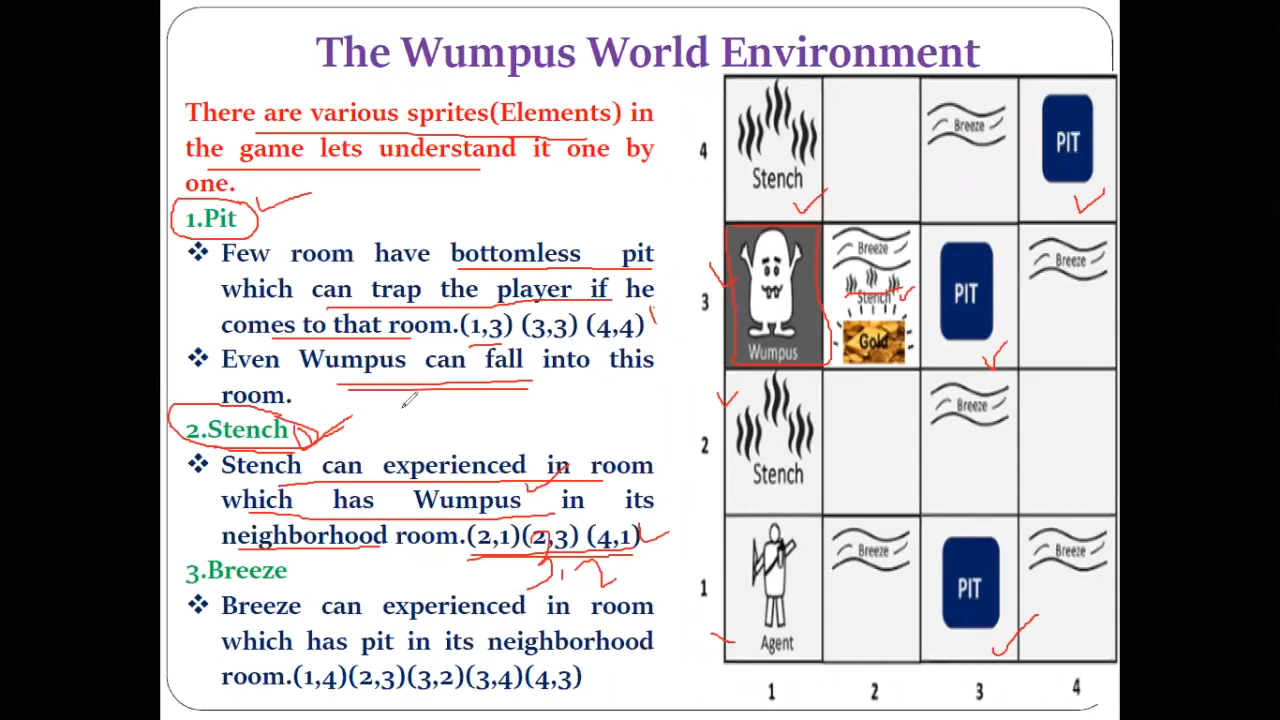 The Wumpus World Environment
There are various sprites(Elements) in
the game lets understand it one by
one.
1.Pit
❖ Few room have bottomless pit
which can trap the player if he
comes to that room.(1,3) (3,3) (4,4)
❖ Even Wumpus can fall into this
room.
2.Stench
❖ Stench can experienced in room
which has Wumpus in its
neighborhood room.(2,1)(2,3) (4,1)
3,2
3.Breeze
❖ Breeze can experienced in room
which has pit in its neighborhood
room.(1,4)(2,3)(3,2)(3,4)(4,3)
4
Stench
Breeze
PIT
3
Wumpus
Breeze
Stench
Gold
PIT
Breeze
2
Stench
Breeze
1
Agent
Breeze
PIT
Breeze
1 2 3 4